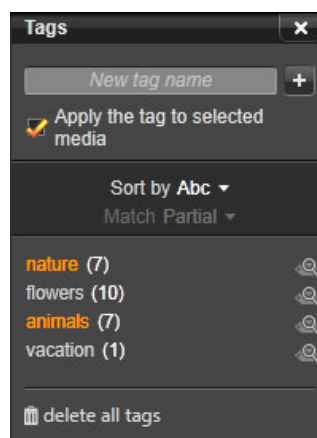 Tags
New tag name
Apply the tag to selected
media
Sort by Abc
Match Partial
nature (7)
flowers (10)
animals (7)
vacation (1)
delete all tags